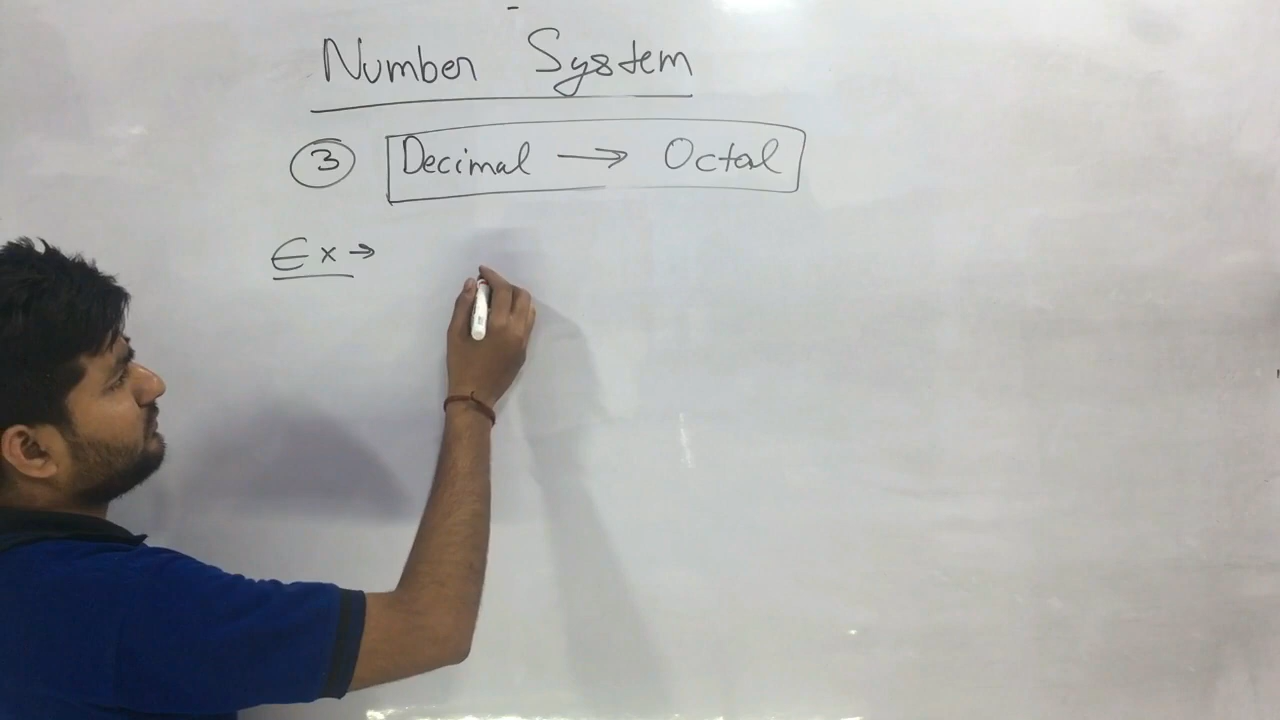 Number System
③ Decimal → Octal
Ex →